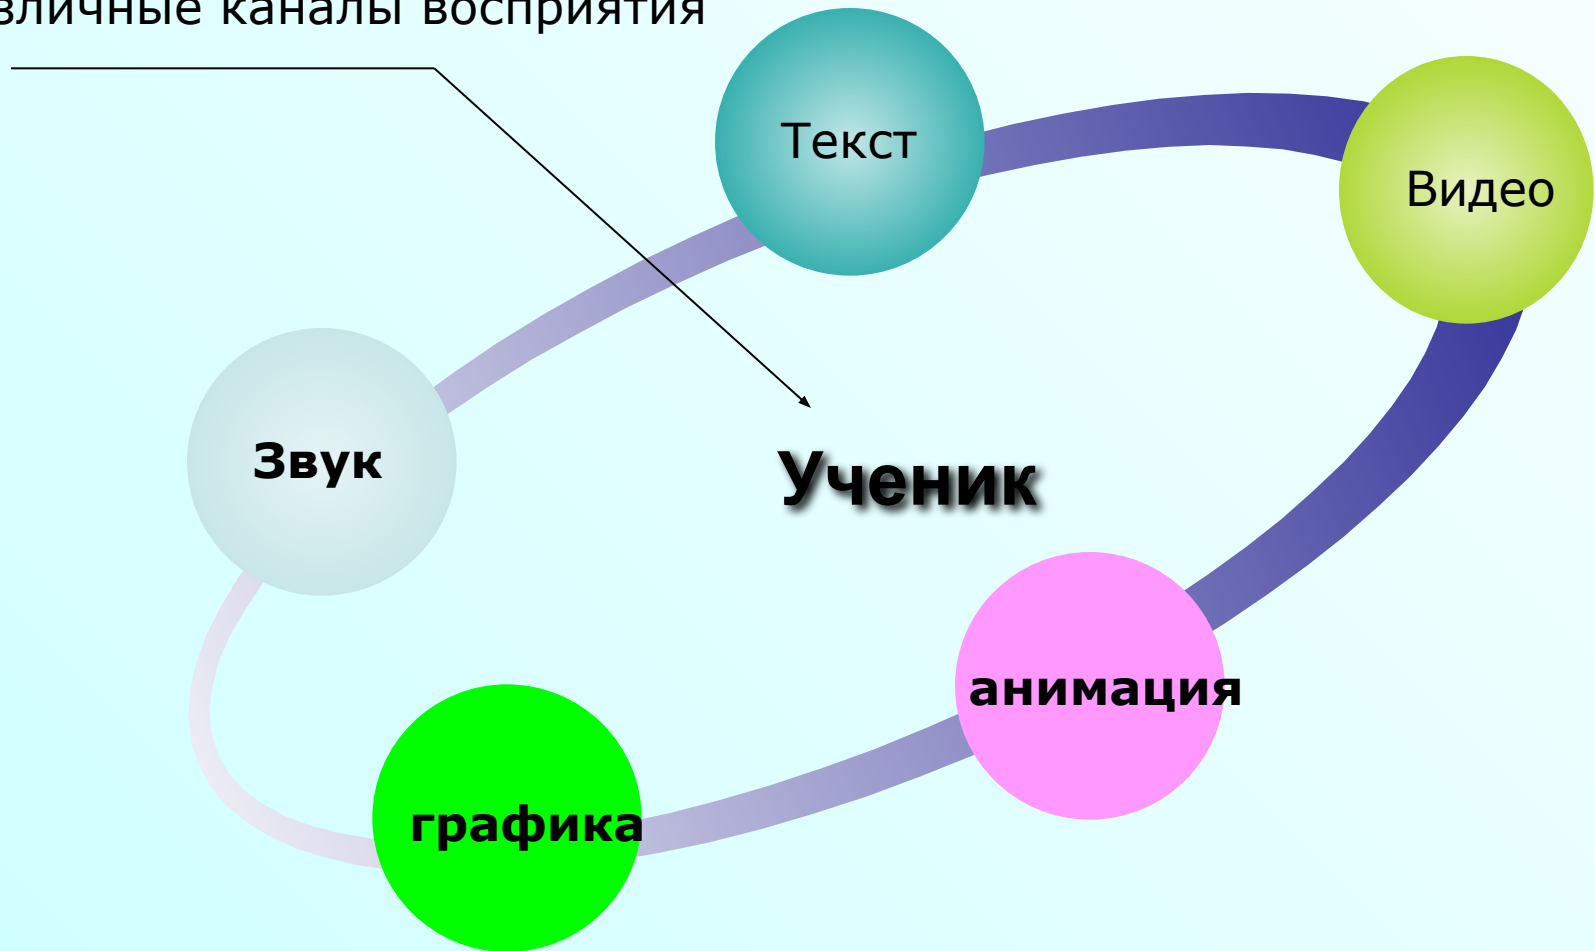 зличные каналы восприятия
Текст
Видео
Звук
Ученик
анимация
графика